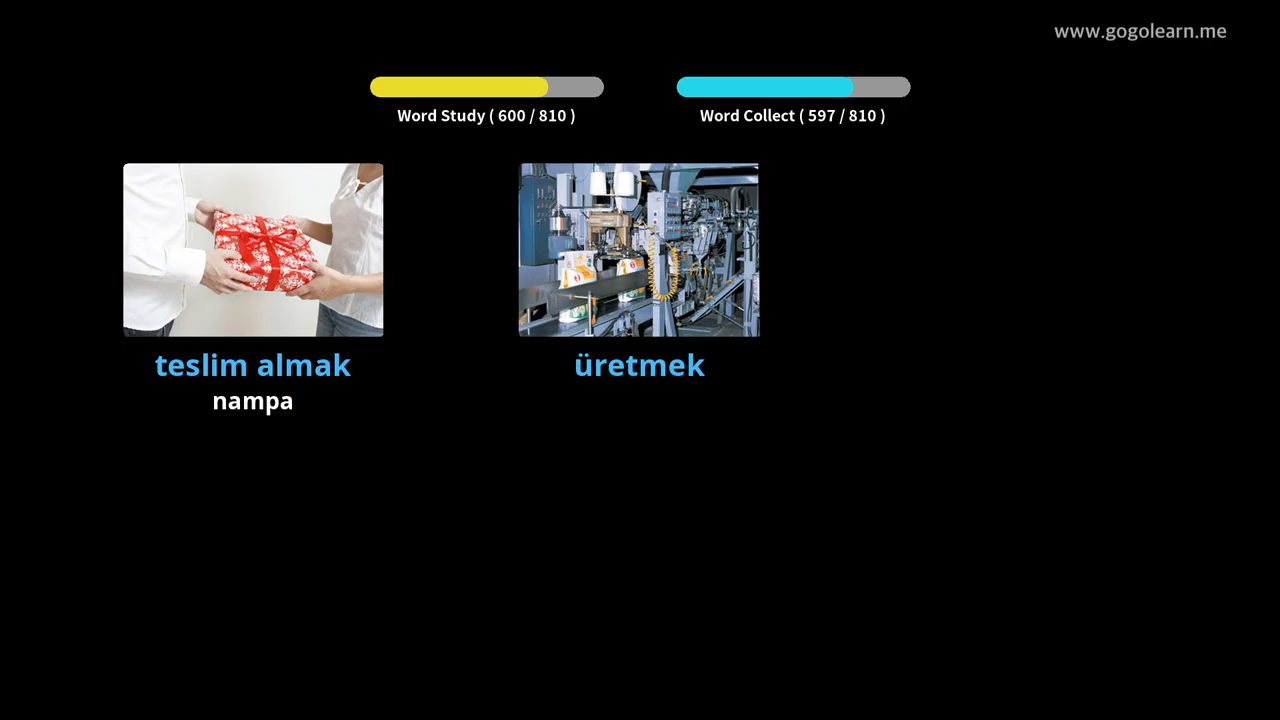 www.gogolearn.me
Word Study ( 600 / 810 )
Word Collect ( 597 / 810 )
teslim almak
nampa
üretmek